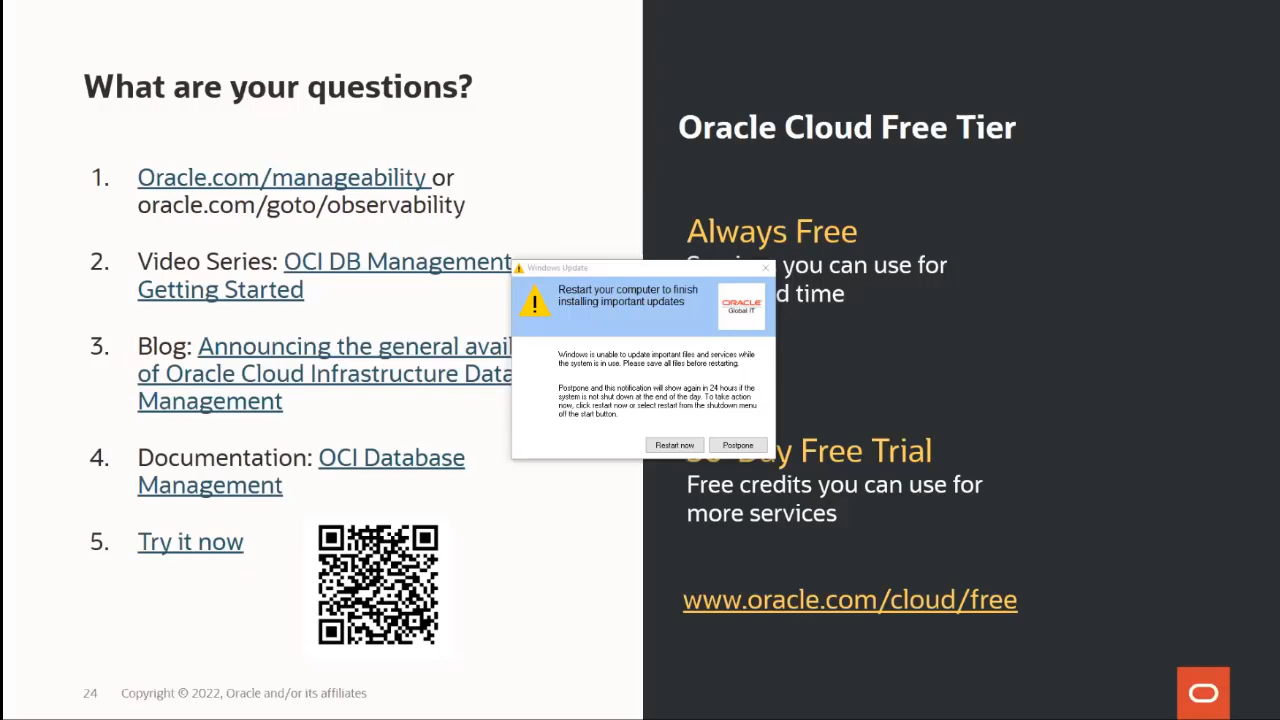 What are your questions?
1. Oracle.com/manageability or
oracle.com/goto/observability
2. Video Series: OCI DB Management
Getting Started
3. Blog: Announcing the general avail
of Oracle Cloud Infrastructure Data
Management
4. Documentation: OCI Database
Management
5. Try it now
24 Copyright © 2022, Oracle and/or its affiliates
Windows Update
Restart your computer to finish
installing important updates
ORACLE
Global IT
Windows is unable to update important files and services while
the system is in use. Please save all files before restarting.
Postpone and this notification will show again in 24 hours if the
system is not shut down at the end of the day. To take action
now, click restart now or select restart from the shutdown menu
off the start button.
Restart now
Postpone
Oracle Cloud Free Tier
Always Free
you can use for
time
Day Free Trial
Free credits you can use for
more services
www.oracle.com/cloud/free